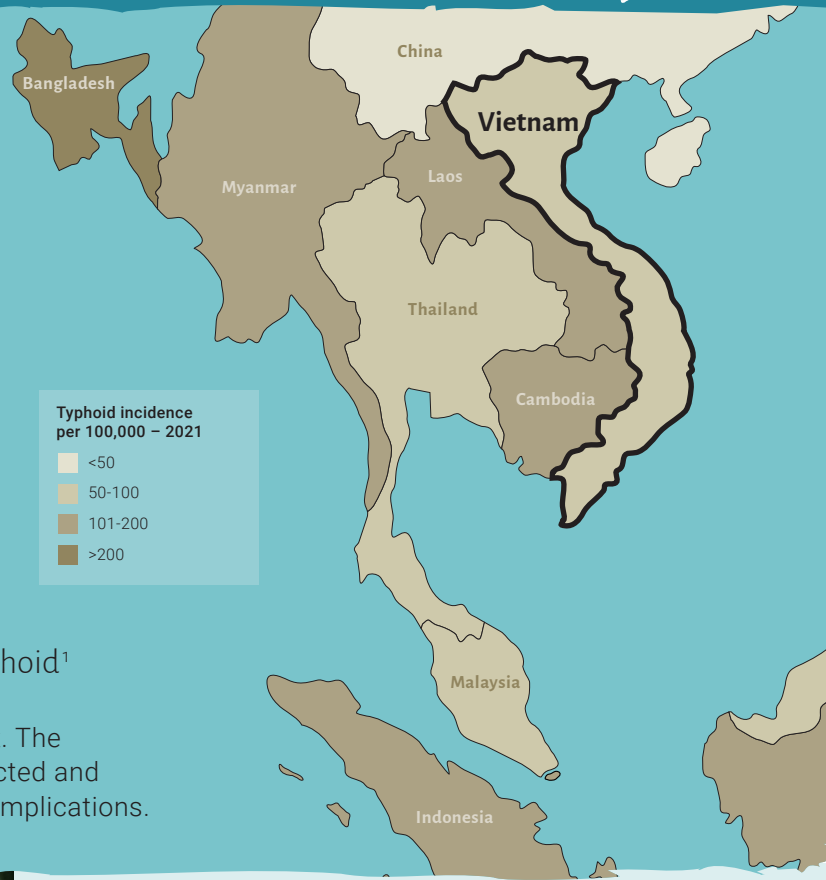 China
Bangladesh
Vietnam
Laos
Myanmar
Thailand
Cambodia
Typhoid incidence
per 100,000 – 2021
<50
50-100
101-200
>200
hoid¹
. The
cted and
mplications.
Malaysia
Indonesia